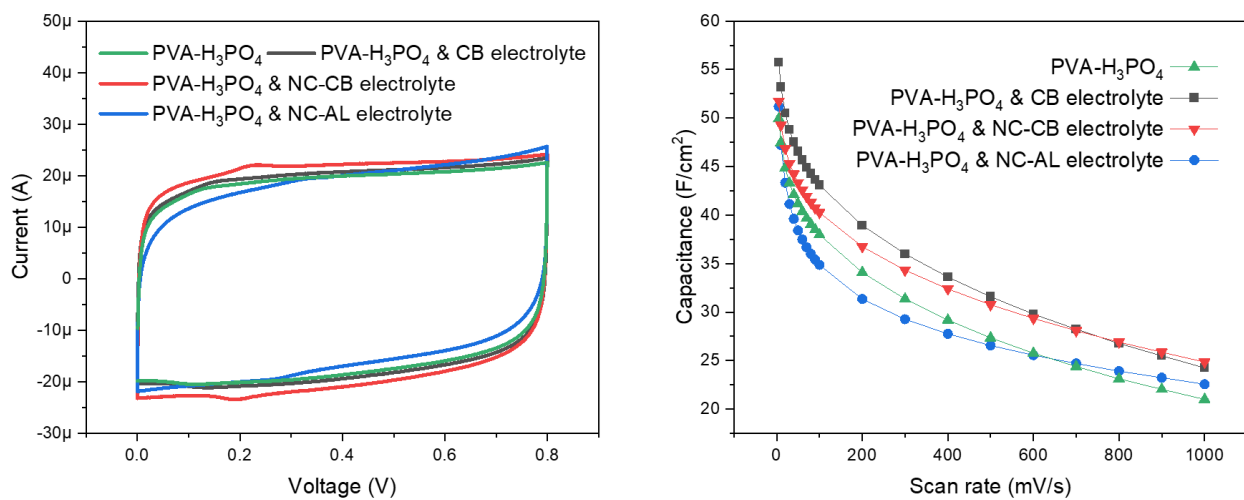 50μ
40μ
30μ
20μ
10μ
0
-10μ
-20μ
-30μ
Current (A)
PVA-H₃PO₄ PVA-H₃PO₄ & CB electrolyte
PVA-H₃PO₄ & NC-CB electrolyte
PVA-H₃PO₄ & NC-AL electrolyte
0.0 0.2 0.4 0.6 0.8
Voltage (V)
60
55
50
45
40
35
30
25
20
Capacitance (F/cm²)
PVA-H₃PO₄
PVA-H₃PO₄ & CB electrolyte
PVA-H₃PO₄ & NC-CB electrolyte
PVA-H₃PO₄ & NC-AL electrolyte
0 200 400 600 800 1000
Scan rate (mV/s)